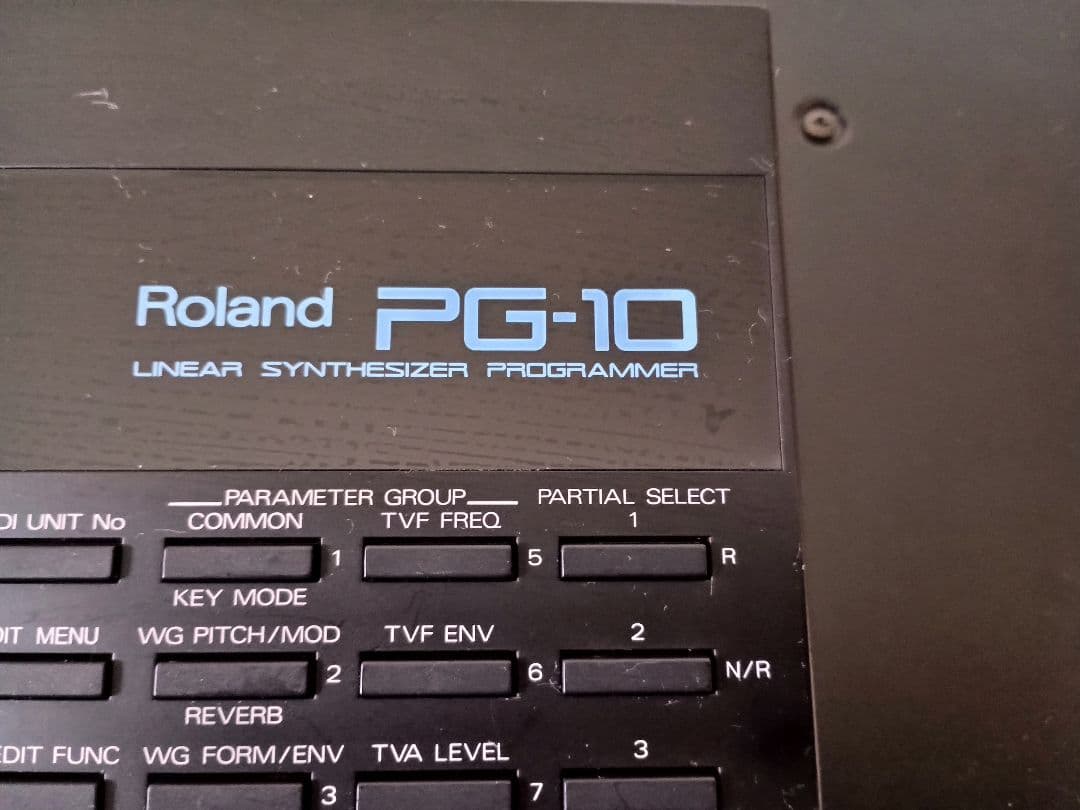 Roland PG-10
LINEAR SYNTHESIZER PROGRAMMER
PARAMETER GROUP PARTIAL SELECT
UNIT No COMMON TVF FREQ 1
1 5 R
KEY MODE
MENU WG PITCH/MOD TVF ENV 2
2 6 N/R
REVERB
EDIT FUNC WG FORM/ENV TVA LEVEL 3
3 7